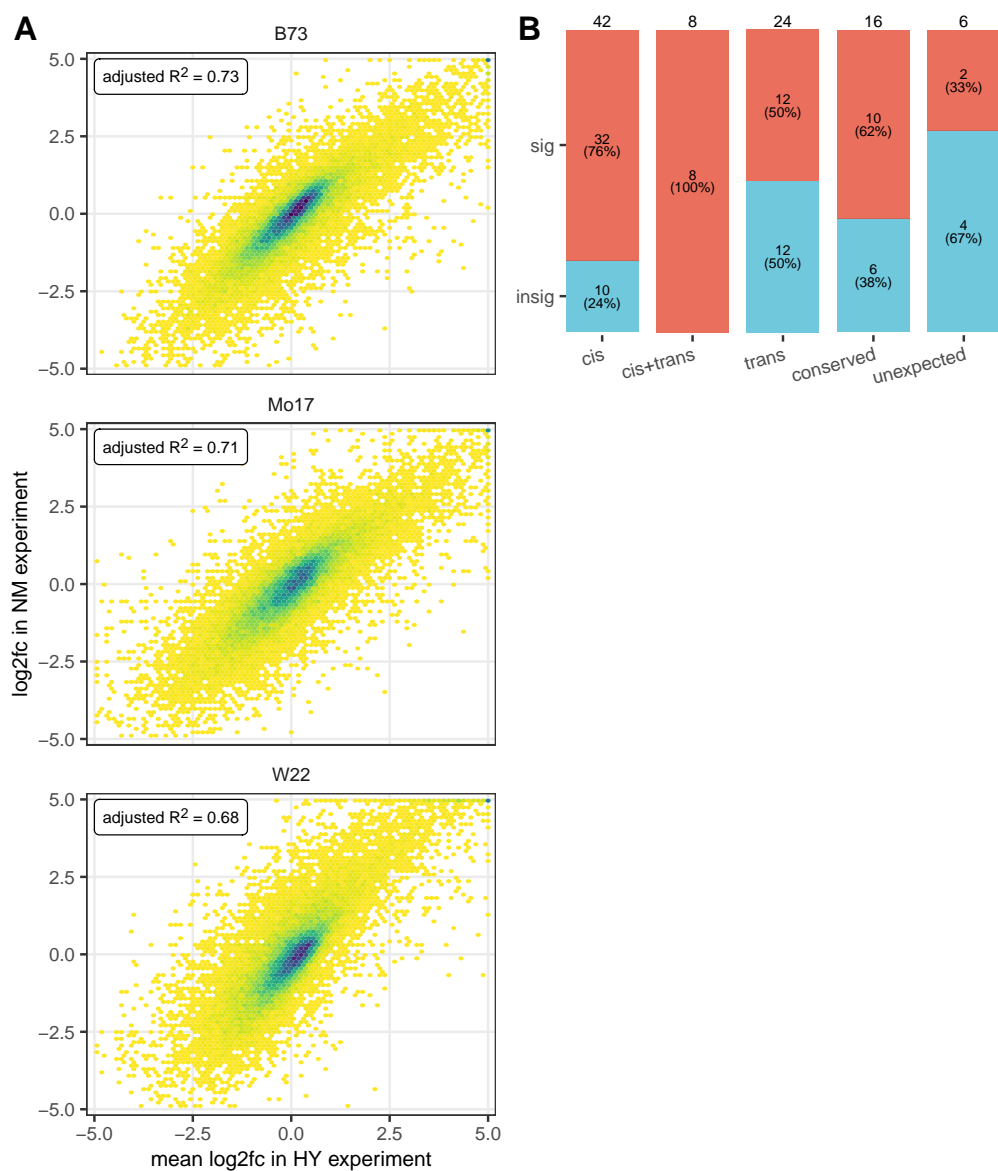 A
B73
adjusted R2 = 0.73
5.0
2.5
0.0
−2.5
−5.0
Mo17
adjusted R2 = 0.71
5.0
2.5
0.0
−2.5
−5.0
log2fc in NM experiment
W22
adjusted R2 = 0.68
5.0
2.5
0.0
−2.5
−5.0
−5.0 −2.5 0.0 2.5 5.0
mean log2fc in HY experiment
B
42 8 24 16 6
sig
insig
32
(76%)
10
(24%)
8
(100%)
12
(50%)
12
(50%)
10
(62%)
6
(38%)
2
(33%)
4
(67%)
cis cis+trans trans conserved unexpected